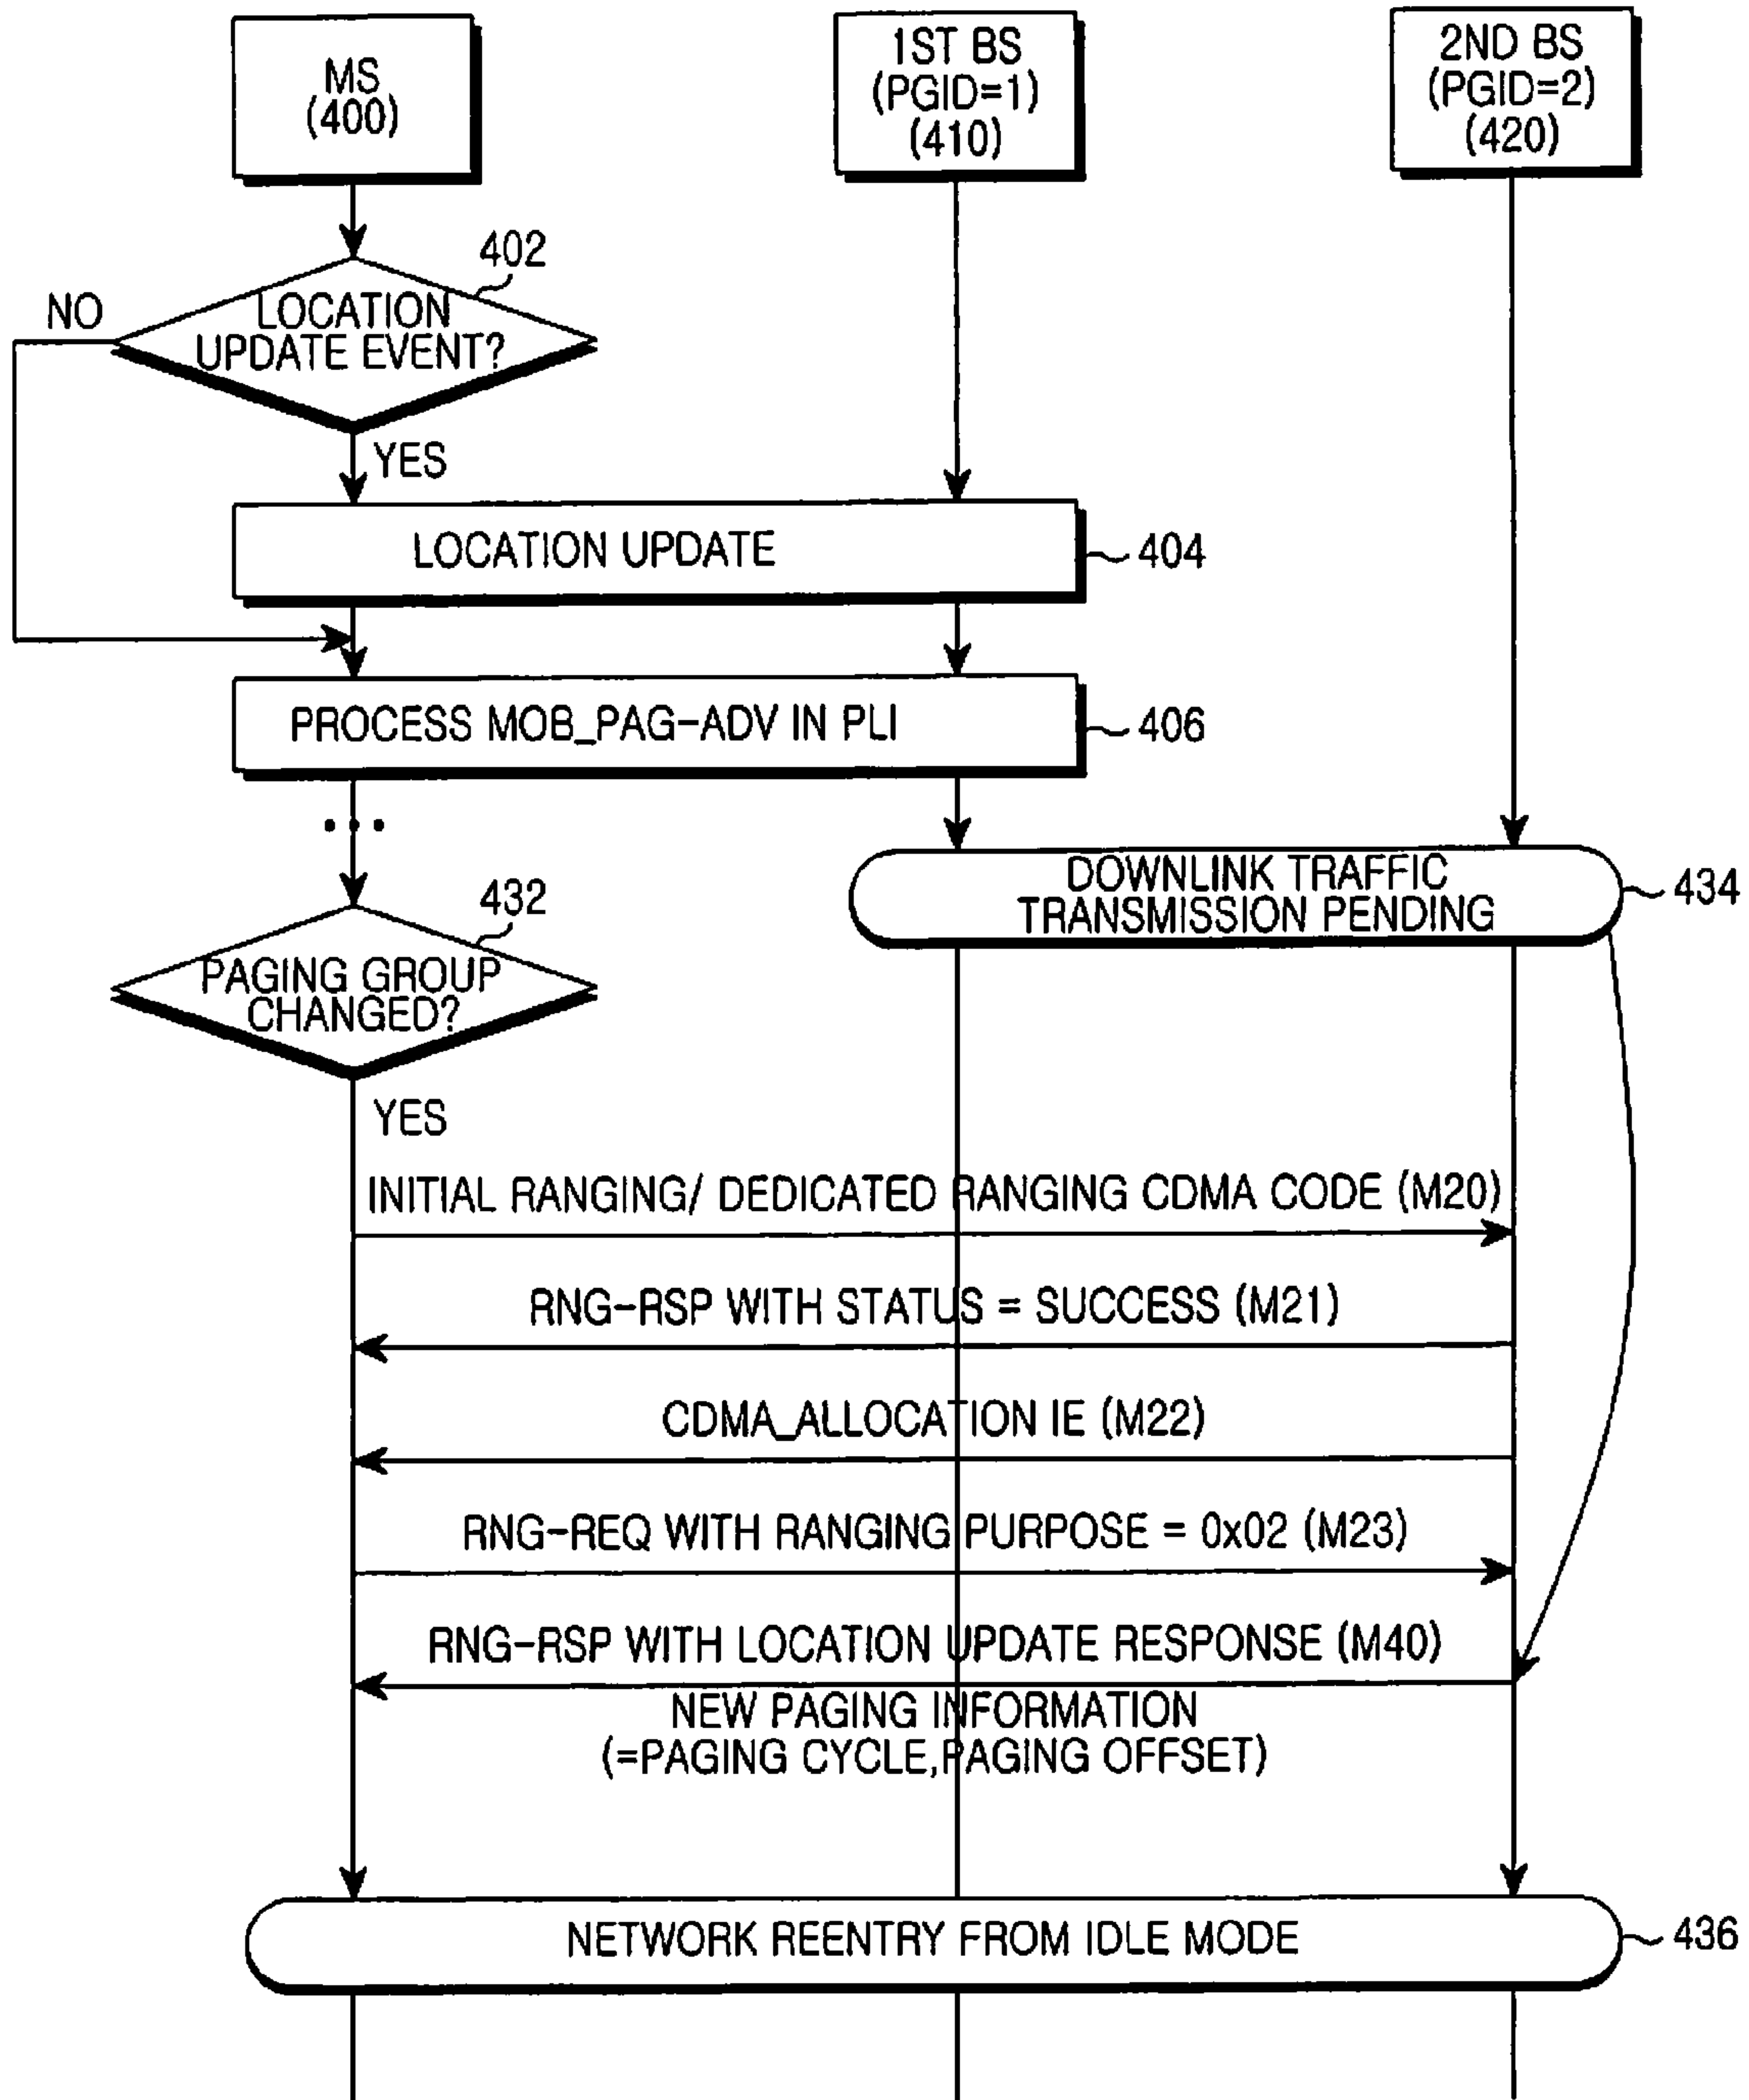 MS
(400)
1ST BS
(PGID=1)
(410)
2ND BS
(PGID=2)
(420)
402
NO
LOCATION
UPDATE EVENT?
YES
LOCATION UPDATE
404
PROCESS MOB_PAG-ADV IN PLI
406
...
DOWNLINK TRAFFIC
TRANSMISSION PENDING
434
432
PAGING GROUP
CHANGED?
YES
INITIAL RANGING/ DEDICATED RANGING CDMA CODE (M20)
RNG-RSP WITH STATUS = SUCCESS (M21)
CDMA_ALLOCATION IE (M22)
RNG-REQ WITH RANGING PURPOSE = 0x02 (M23)
RNG-RSP WITH LOCATION UPDATE RESPONSE (M40)
NEW PAGING INFORMATION
(=PAGING CYCLE,PAGING OFFSET)
NETWORK REENTRY FROM IDLE MODE
436